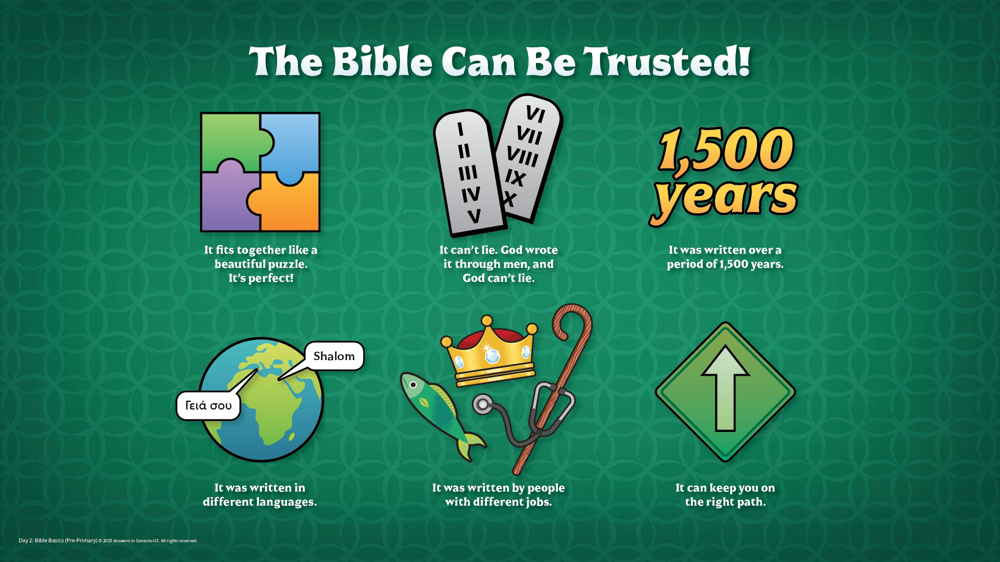 The Bible Can Be Trusted!
I
II
III
IV
V
VI
VII
VIII
IX
X
1,500
years
It fits together like a
beautiful puzzle.
It's perfect!
It can't lie. God wrote
it through men, and
God can't lie.
It was written over a
period of 1,500 years.
Shalom
Γειά σου
It was written in
different languages.
It was written by people
with different jobs.
It can keep you on
the right path.
Day 2: Bible Basics (Pre-Primary) © 2025 Answers in Genesis-US. All rights reserved.